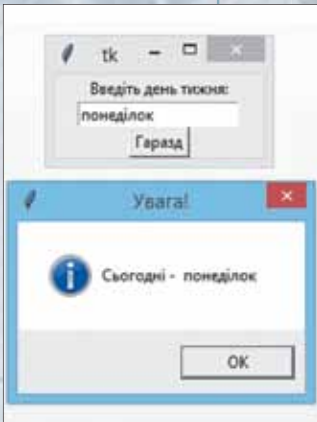 tk
Введіть день тижня:
понеділок
Гаразд
Увага!
Сьогодні - понеділок
OK